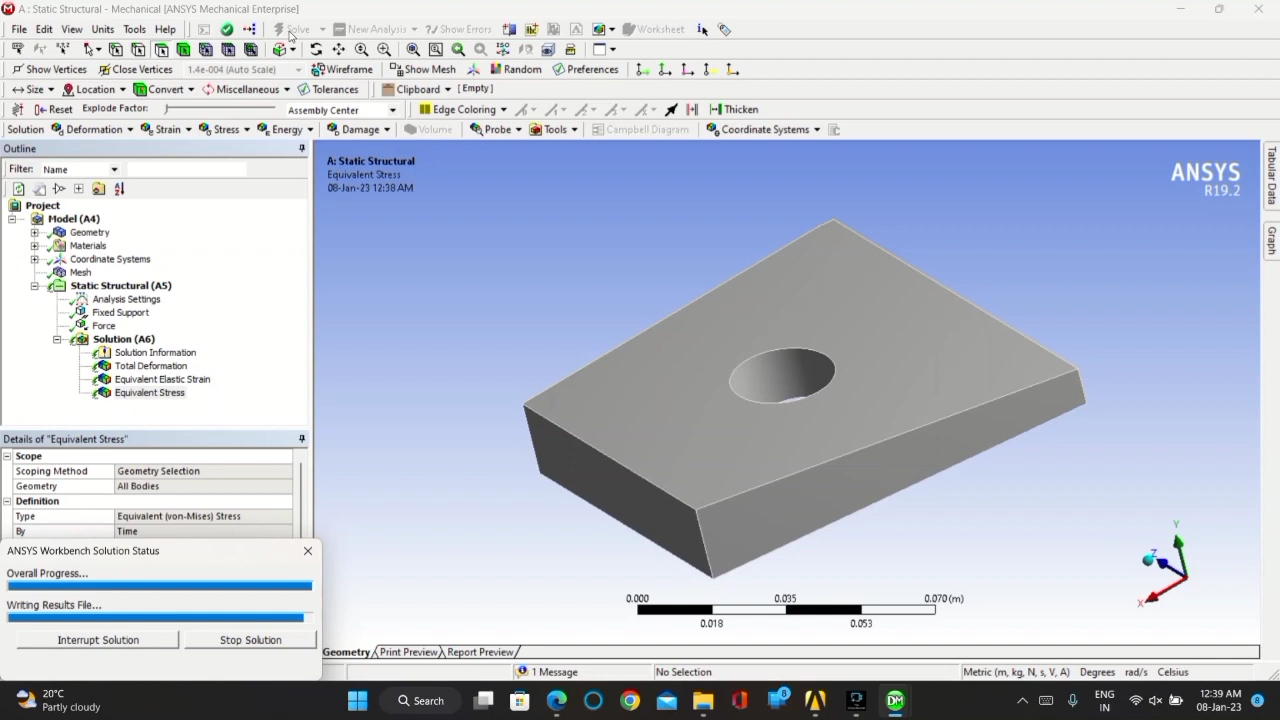 A : Static Structural - Mechanical [ANSYS Mechanical Enterprise]
File Edit View Units Tools Help Solve New Analysis Show Errors Worksheet
Show Vertices Close Vertices 1.4e-004 (Auto Scale) Wireframe Show Mesh Random Preferences
Size Location Convert Miscellaneous Tolerances Clipboard [ Empty ]
Reset Explode Factor: Assembly Center Edge Coloring Thicken
Solution Deformation Strain Stress Energy Damage Volume Probe Tools Campbell Diagram Coordinate Systems
Outline
Filter: Name
Project
Model (A4)
Geometry
Materials
Coordinate Systems
Mesh
Static Structural (A5)
Analysis Settings
Fixed Support
Force
Solution (A6)
Solution Information
Total Deformation
Equivalent Elastic Strain
Equivalent Stress
Details of "Equivalent Stress"
Scope
Scoping Method Geometry Selection
Geometry All Bodies
Definition
Type Equivalent (von-Mises) Stress
By Time
ANSYS Workbench Solution Status
Overall Progress...
Writing Results File...
Interrupt Solution Stop Solution
A: Static Structural
Equivalent Stress
08-Jan-23 12:38 AM
ANSYS
R19.2
Tabular Data
Graph
Y
Z
X
0.000 0.035 0.070 (m)
0.018 0.053
Geometry Print Preview Report Preview
1 Message No Selection Metric (m, kg, N, s, V, A) Degrees rad/s Celsius
20°C
Partly cloudy
Search
8
DM
ENG
IN
12:39 AM
08-Jan-23
8